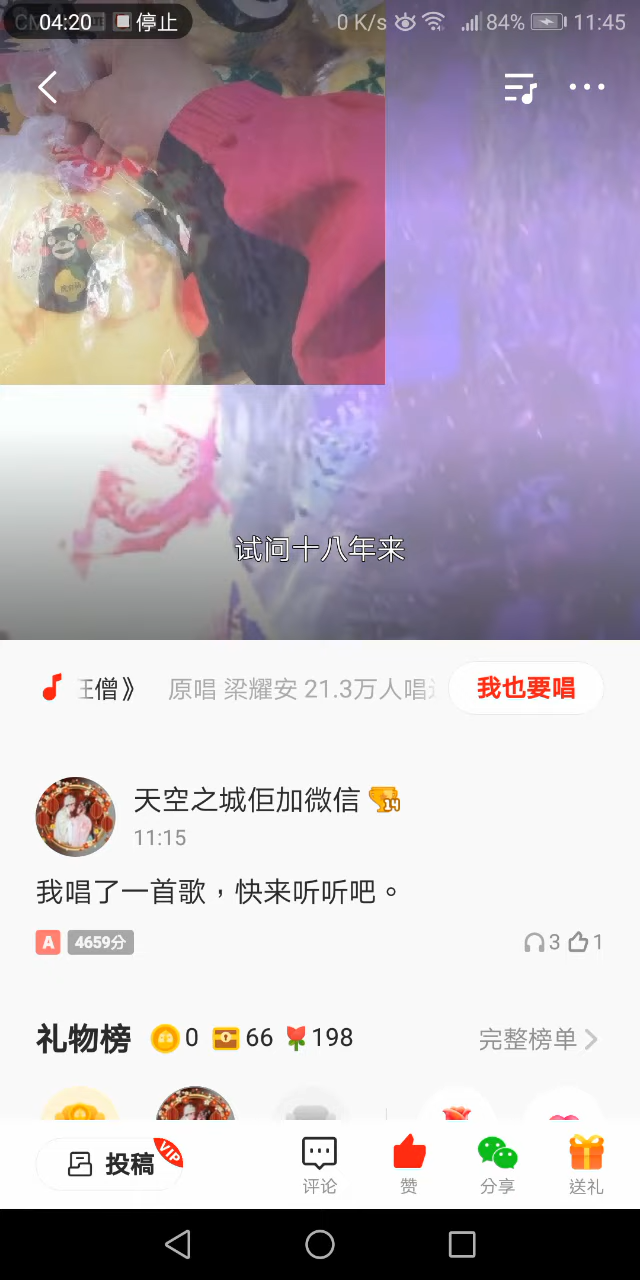 04:20 停止 0 K/s 84% 11:45
试问十八年来
王僧》 原唱 梁耀安 21.3万人唱过 我也要唱
天空之城佢加微信 14
11:15
我唱了一首歌，快来听听吧。
A 4659分 3 1
礼物榜 0 66 198 完整榜单
投稿 VIP
评论 赞 分享 送礼